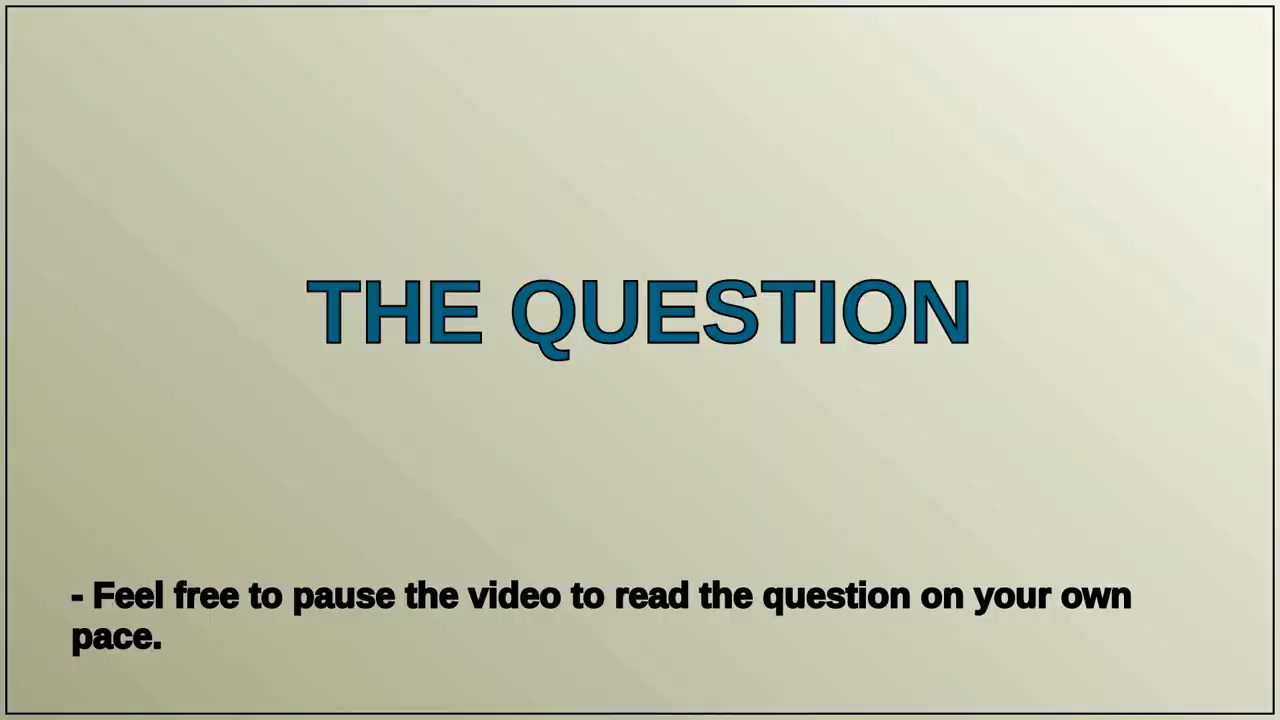 THE QUESTION
- Feel free to pause the video to read the question on your own
pace.